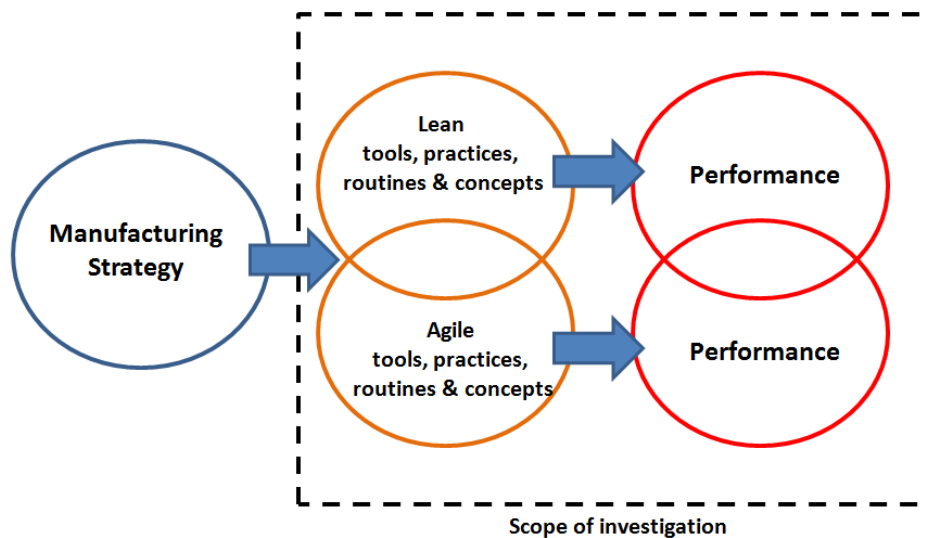 Manufacturing
Strategy
Lean
tools, practices,
routines & concepts
Performance
Agile
tools, practices,
routines & concepts
Performance
Scope of investigation